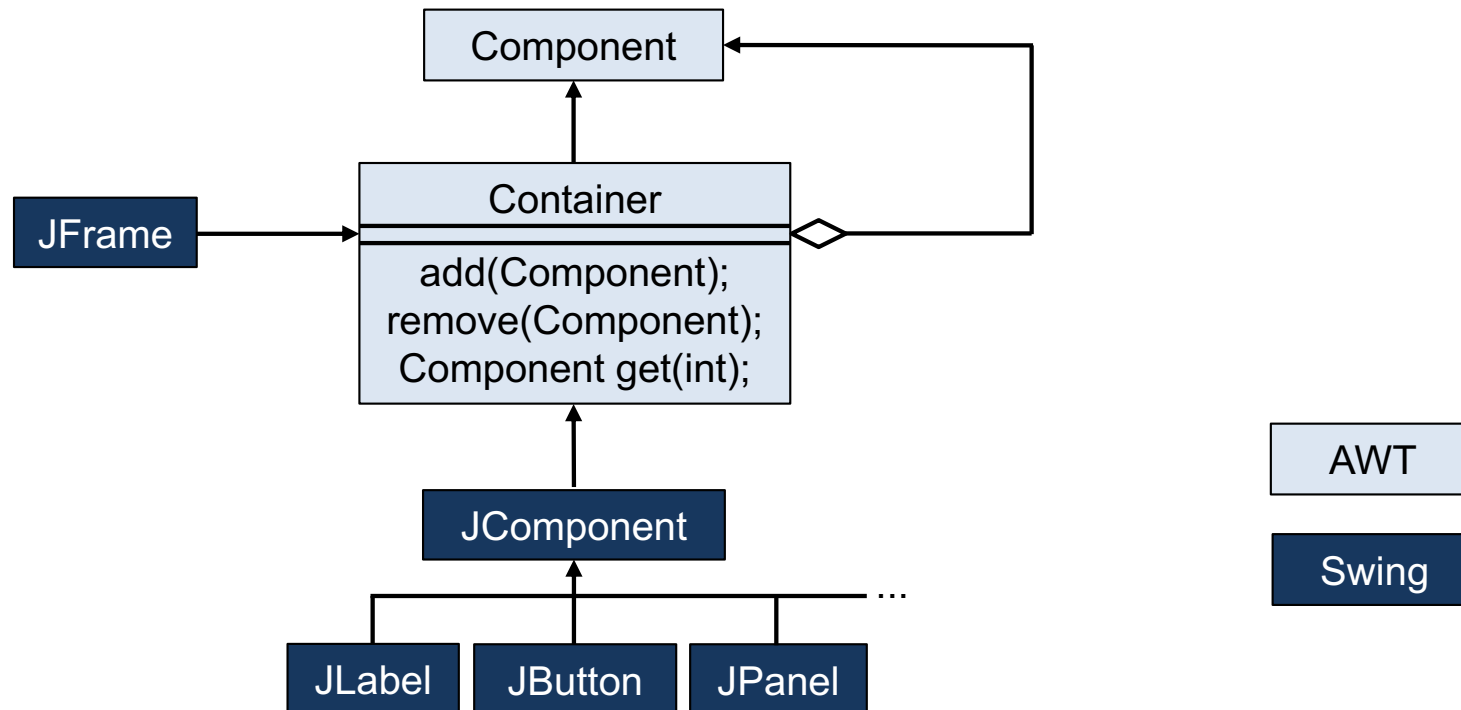 Component
Container
JFrame
add(Component);
remove(Component);
Component get(int);
AWT
JComponent
Swing
...
JLabel
JButton
JPanel